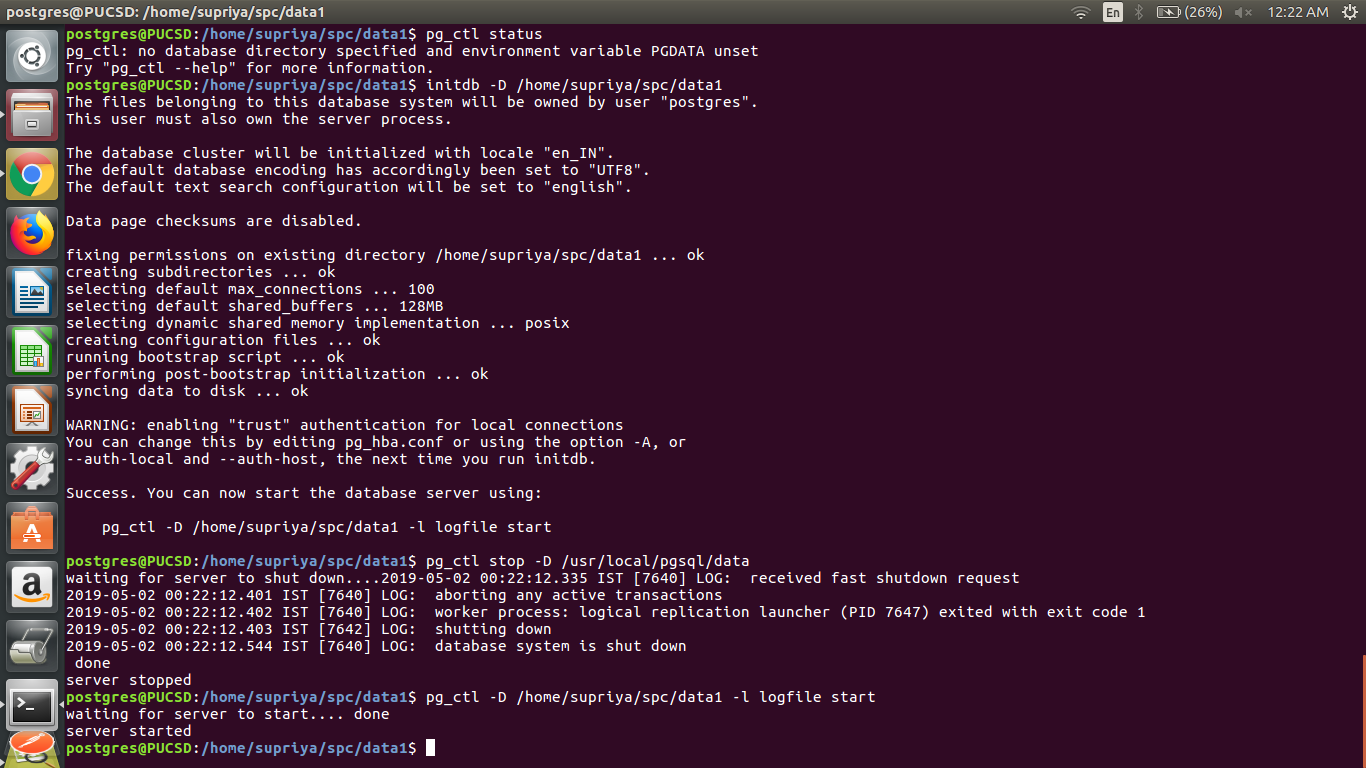 postgres@PUCSD: /home/supriya/spc/data1
En
(26%)
12:22 AM
postgres@PUCSD:/home/supriya/spc/data1$ pg_ctl status
pg_ctl: no database directory specified and environment variable PGDATA unset
Try "pg_ctl --help" for more information.
postgres@PUCSD:/home/supriya/spc/data1$ initdb -D /home/supriya/spc/data1
The files belonging to this database system will be owned by user "postgres".
This user must also own the server process.
The database cluster will be initialized with locale "en_IN".
The default database encoding has accordingly been set to "UTF8".
The default text search configuration will be set to "english".
Data page checksums are disabled.
fixing permissions on existing directory /home/supriya/spc/data1 ... ok
creating subdirectories ... ok
selecting default max_connections ... 100
selecting default shared_buffers ... 128MB
selecting dynamic shared memory implementation ... posix
creating configuration files ... ok
running bootstrap script ... ok
performing post-bootstrap initialization ... ok
syncing data to disk ... ok
WARNING: enabling "trust" authentication for local connections
You can change this by editing pg_hba.conf or using the option -A, or
--auth-local and --auth-host, the next time you run initdb.
Success. You can now start the database server using:
    pg_ctl -D /home/supriya/spc/data1 -l logfile start
postgres@PUCSD:/home/supriya/spc/data1$ pg_ctl stop -D /usr/local/pgsql/data
waiting for server to shut down....2019-05-02 00:22:12.335 IST [7640] LOG:  received fast shutdown request
2019-05-02 00:22:12.401 IST [7640] LOG:  aborting any active transactions
2019-05-02 00:22:12.402 IST [7640] LOG:  worker process: logical replication launcher (PID 7647) exited with exit code 1
2019-05-02 00:22:12.403 IST [7642] LOG:  shutting down
2019-05-02 00:22:12.544 IST [7640] LOG:  database system is shut down
 done
server stopped
postgres@PUCSD:/home/supriya/spc/data1$ pg_ctl -D /home/supriya/spc/data1 -l logfile start
waiting for server to start.... done
server started
postgres@PUCSD:/home/supriya/spc/data1$